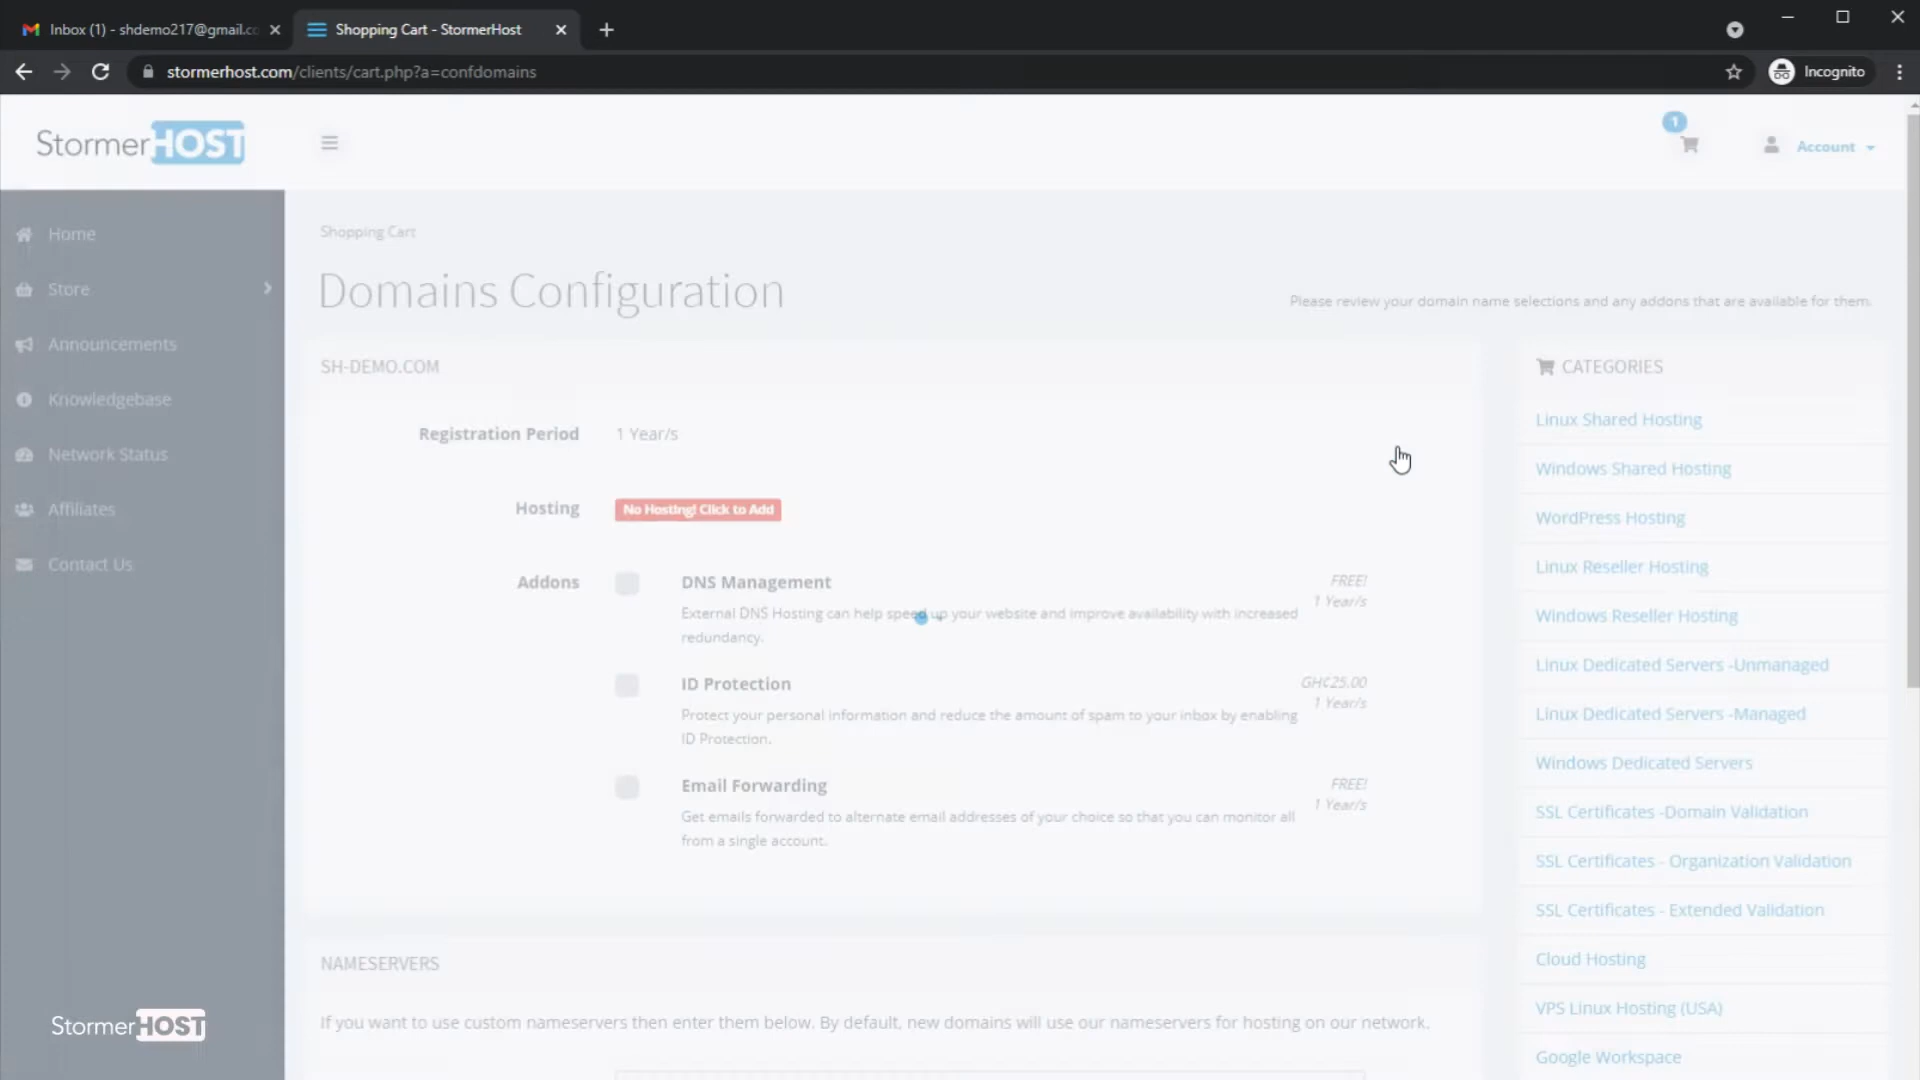 Inbox (1) - shdemo217@gmail.co
Shopping Cart - StormerHost
stormerhost.com/clients/cart.php?a=confdomains
Incognito
StormerHOST
1
Account
Home
Store
Announcements
Knowledgebase
Network Status
Affiliates
Contact Us
StormerHOST
Shopping Cart
Domains Configuration
Please review your domain name selections and any addons that are available for them.
SH-DEMO.COM
Registration Period 1 Year/s
Hosting No Hosting! Click to Add
Addons
DNS Management
External DNS Hosting can help speed up your website and improve availability with increased
redundancy.
FREE!
1 Year/s
ID Protection
Protect your personal information and reduce the amount of spam to your inbox by enabling
ID Protection.
GH¢25.00
1 Year/s
Email Forwarding
Get emails forwarded to alternate email addresses of your choice so that you can monitor all
from a single account.
FREE!
1 Year/s
NAMESERVERS
If you want to use custom nameservers then enter them below. By default, new domains will use our nameservers for hosting on our network.
CATEGORIES
Linux Shared Hosting
Windows Shared Hosting
WordPress Hosting
Linux Reseller Hosting
Windows Reseller Hosting
Linux Dedicated Servers -Unmanaged
Linux Dedicated Servers -Managed
Windows Dedicated Servers
SSL Certificates -Domain Validation
SSL Certificates - Organization Validation
SSL Certificates - Extended Validation
Cloud Hosting
VPS Linux Hosting (USA)
Google Workspace